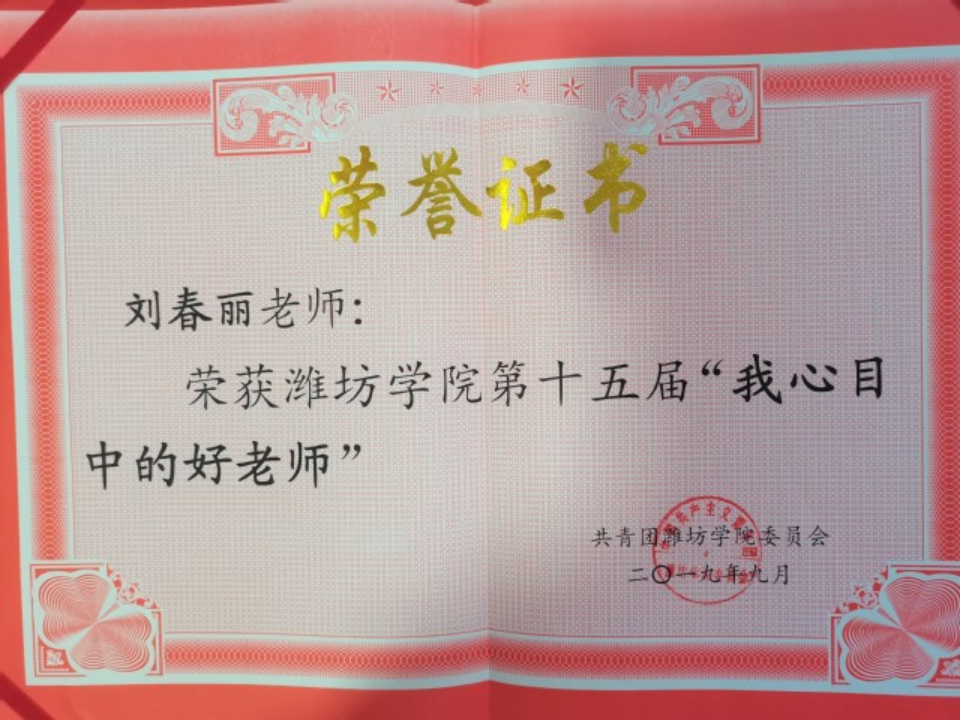 荣誉证书
刘春丽老师：
荣获潍坊学院第十五届“我心目
中的好老师”
共青团潍坊学院委员会
二〇一九年九月